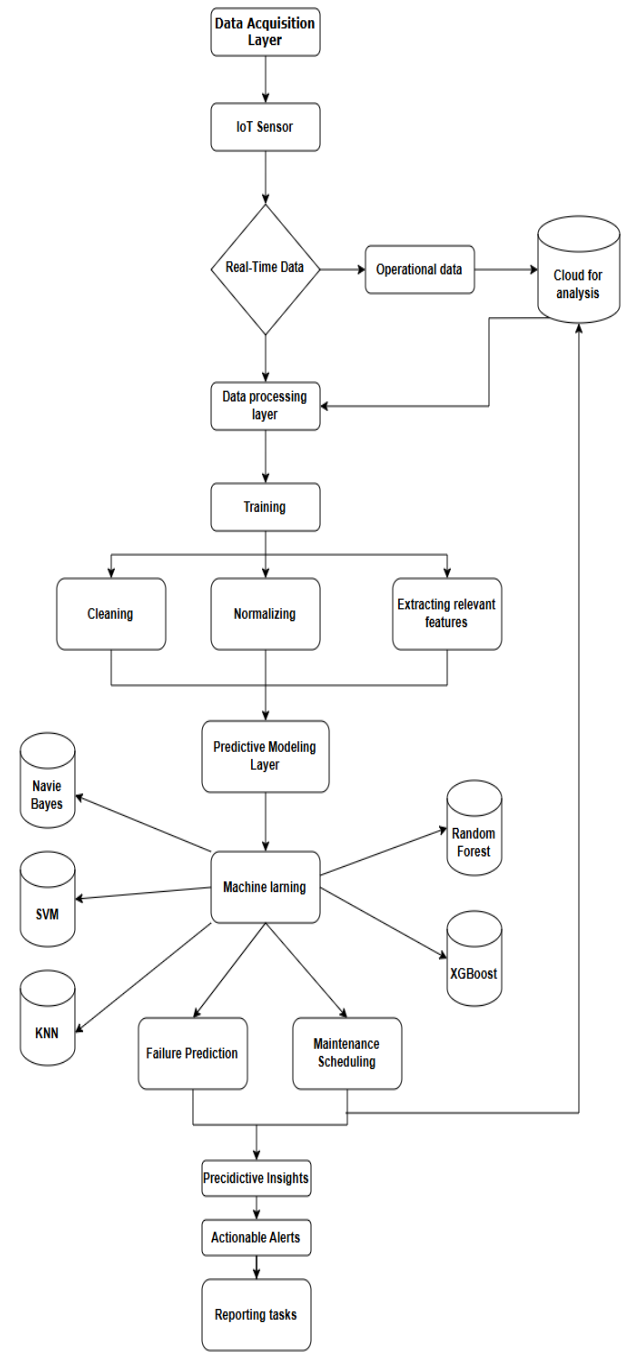 Data Acquisition
Layer
IoT Sensor
Real-Time Data
Operational data
Cloud for
analysis
Data processing
layer
Training
Cleaning
Normalizing
Extracting relevant
features
Predictive Modeling
Layer
Navie
Bayes
Random
Forest
Machine larning
SVM
XGBoost
KNN
Failure Prediction
Maintenance
Scheduling
Precidictive Insights
Actionable Alerts
Reporting tasks